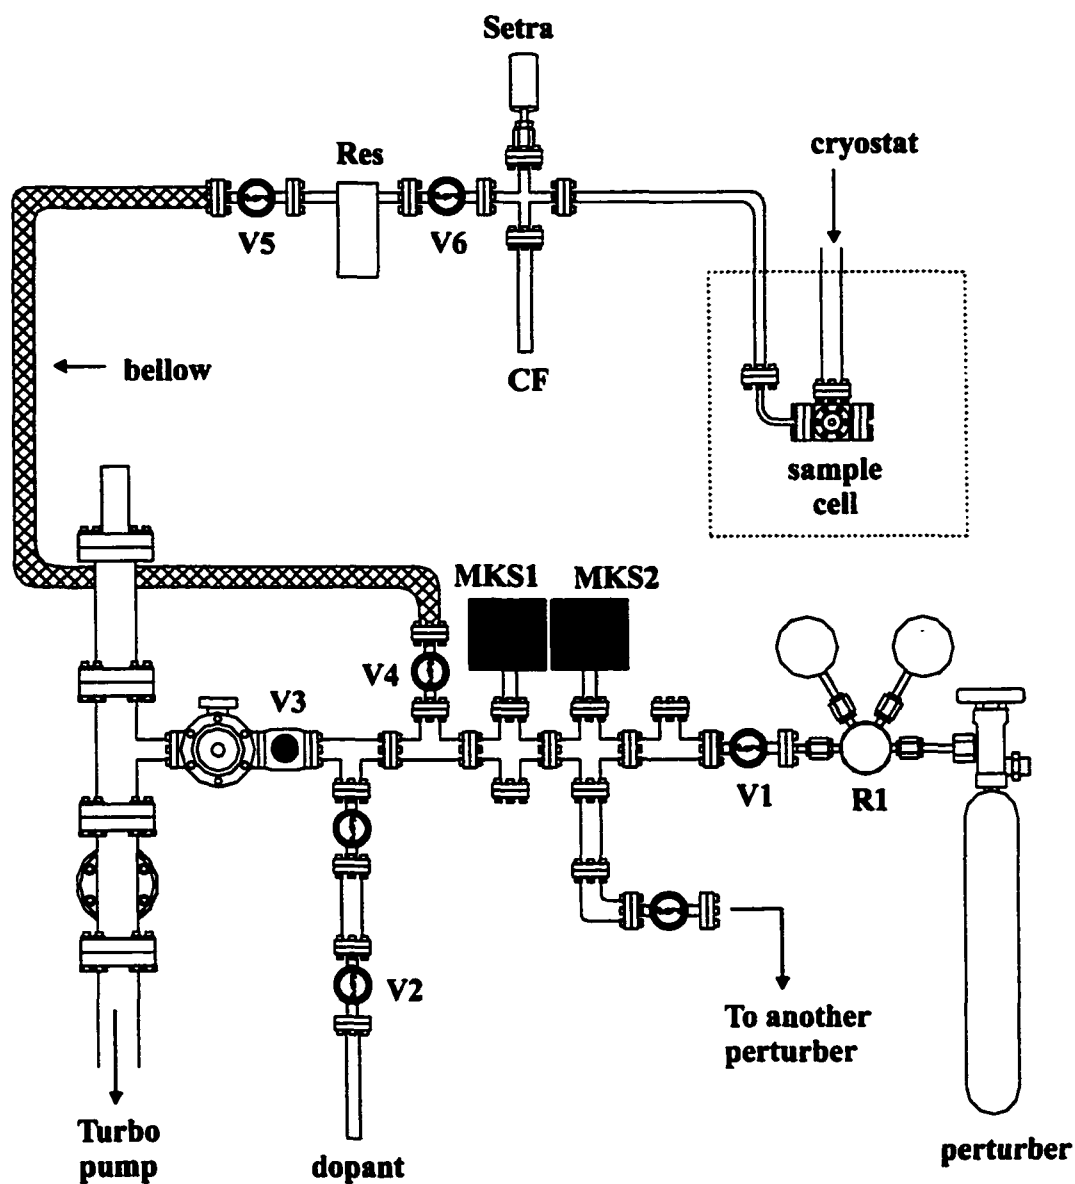 Setra
cryostat
Res
V5
V6
bellow
CF
sample
cell
MKS1
MKS2
V4
V3
V1
R1
V2
To another
perturber
Turbo
pump
dopant
perturber